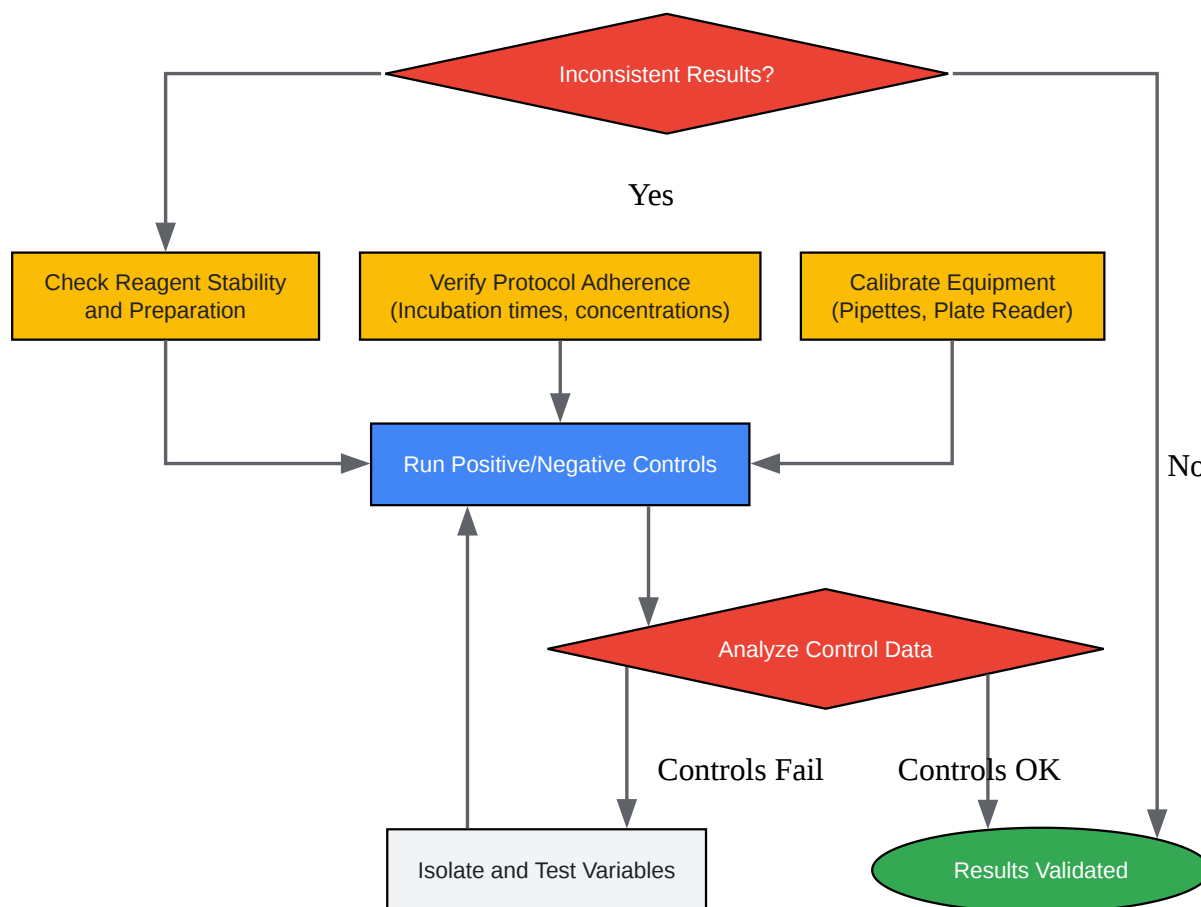 Inconsistent Results?
Yes
Check Reagent Stability
and Preparation
Verify Protocol Adherence
(Incubation times, concentrations)
Calibrate Equipment
(Pipettes, Plate Reader)
Run Positive/Negative Controls
No
Analyze Control Data
Controls Fail
Controls OK
Isolate and Test Variables
Results Validated